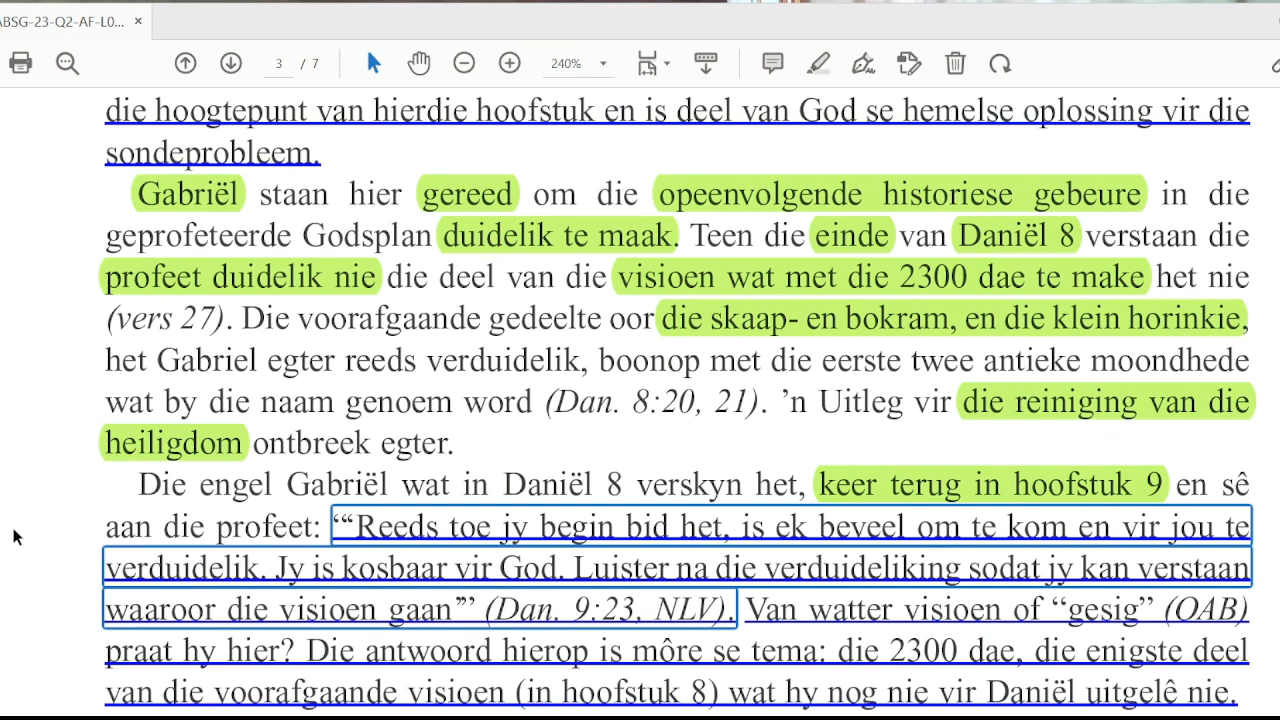 ABSG-23-Q2-AF-L0... ×
3 / 7 240%
die hoogtepunt van hierdie hoofstuk en is deel van God se hemelse oplossing vir die
sondeprobleem.
Gabriël staan hier gereed om die opeenvolgende historiese gebeure in die
geprofeteerde Godsplan duidelik te maak. Teen die einde van Daniël 8 verstaan die
profeet duidelik nie die deel van die visioen wat met die 2300 dae te make het nie
(vers 27). Die voorafgaande gedeelte oor die skaap- en bokram, en die klein horinkie,
het Gabriel egter reeds verduidelik, boonop met die eerste twee antieke moondhede
wat by die naam genoem word (Dan. 8:20, 21). ’n Uitleg vir die reiniging van die
heiligdom ontbreek egter.
Die engel Gabriël wat in Daniël 8 verskyn het, keer terug in hoofstuk 9 en sê
aan die profeet: “‘Reeds toe jy begin bid het, is ek beveel om te kom en vir jou te
verduidelik. Jy is kosbaar vir God. Luister na die verduideliking sodat jy kan verstaan
waaroor die visioen gaan’” (Dan. 9:23, NLV). Van watter visioen of “gesig” (OAB)
praat hy hier? Die antwoord hierop is môre se tema: die 2300 dae, die enigste deel
van die voorafgaande visioen (in hoofstuk 8) wat hy nog nie vir Daniël uitgelê nie.